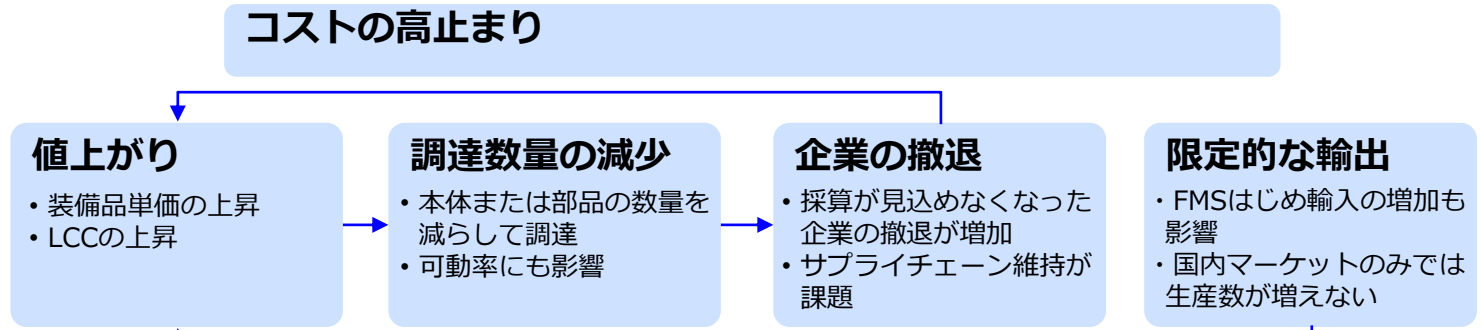 コストの高止まり
値上がり
• 装備品単価の上昇
• LCCの上昇
調達数量の減少
• 本体または部品の数量を
減らして調達
• 可動率にも影響
企業の撤退
• 採算が見込めなくなった
企業の撤退が増加
• サプライチェーン維持が
課題
限定的な輸出
・FMSはじめ輸入の増加も
影響
・国内マーケットのみでは
生産数が増えない